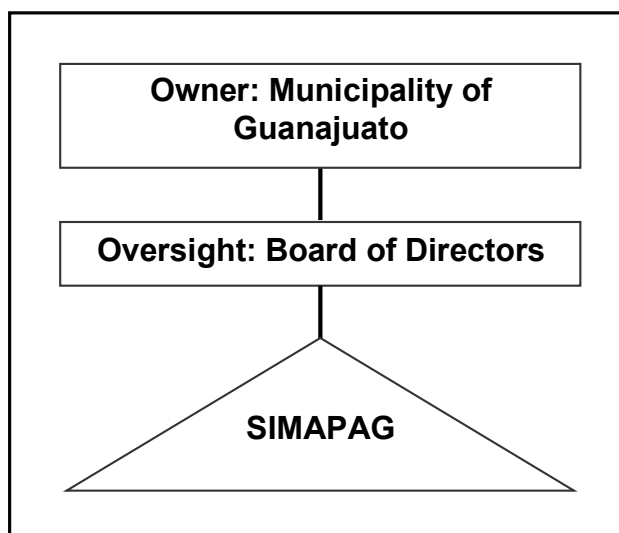 Owner: Municipality of
Guanajuato
Oversight: Board of Directors
SIMAPAG